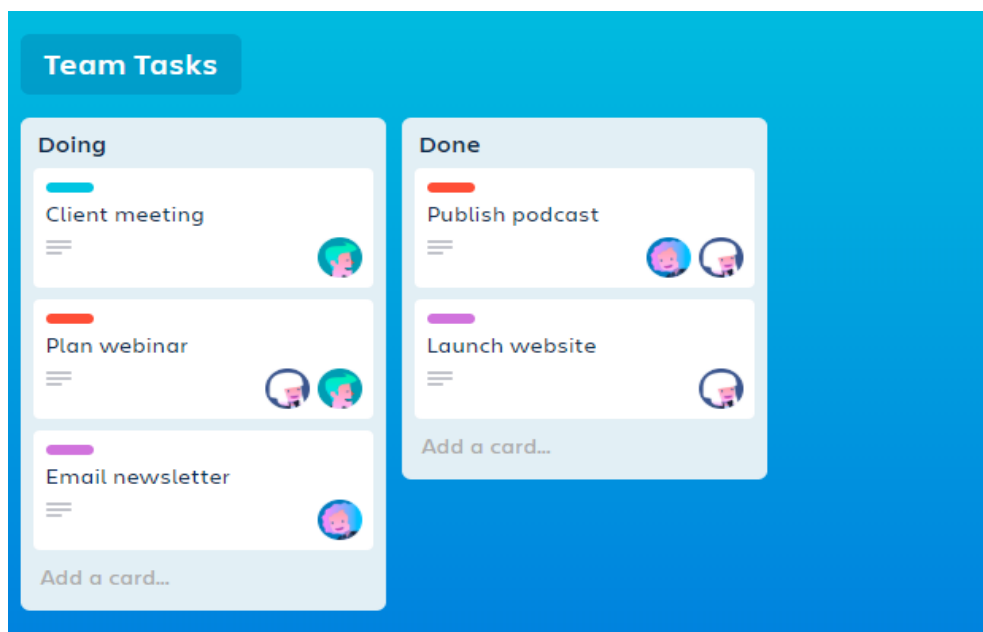 Team Tasks
Doing
Client meeting
Plan webinar
Email newsletter
Add a card...
Done
Publish podcast
Launch website
Add a card...